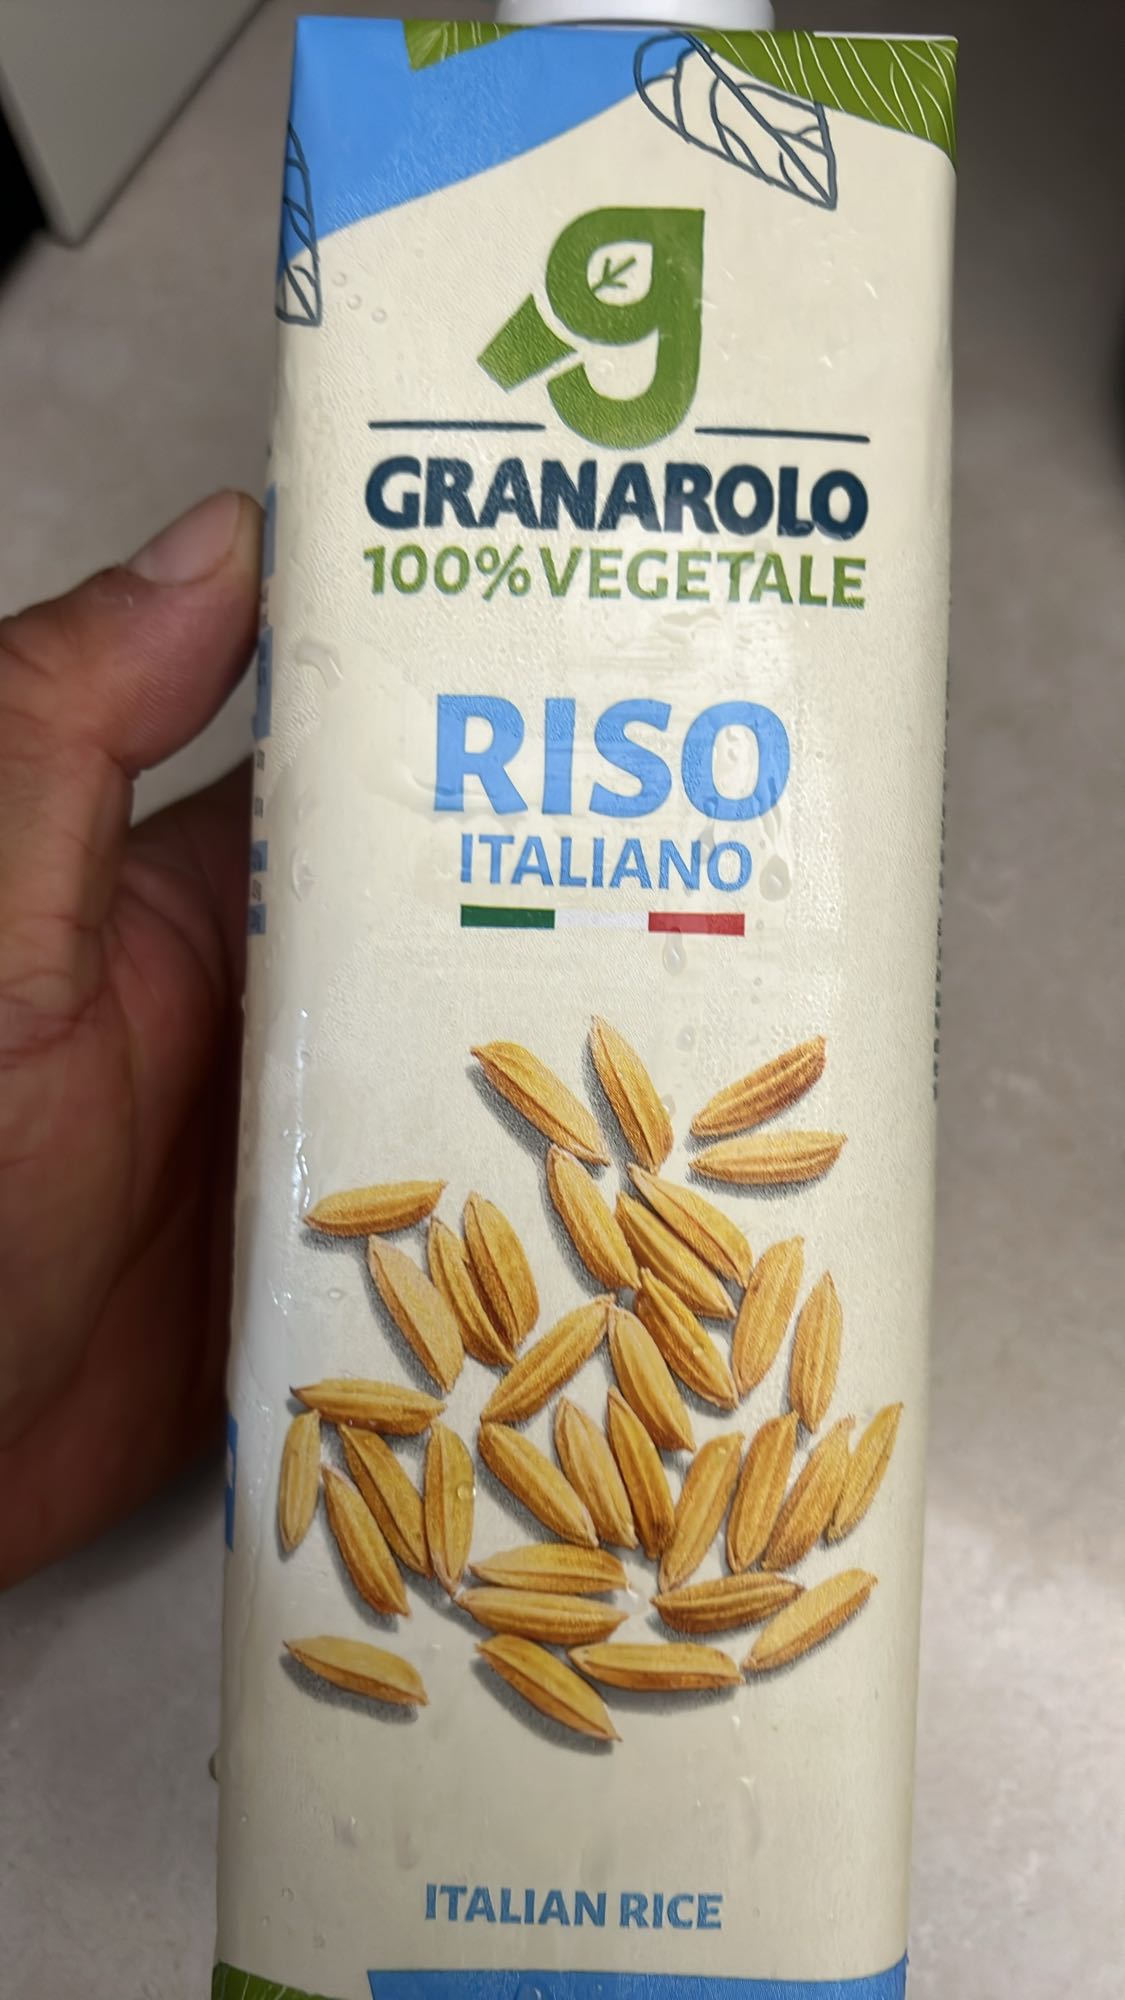 g
GRANAROLO
100% VEGETALE
RISO
ITALIANO
ITALIAN RICE